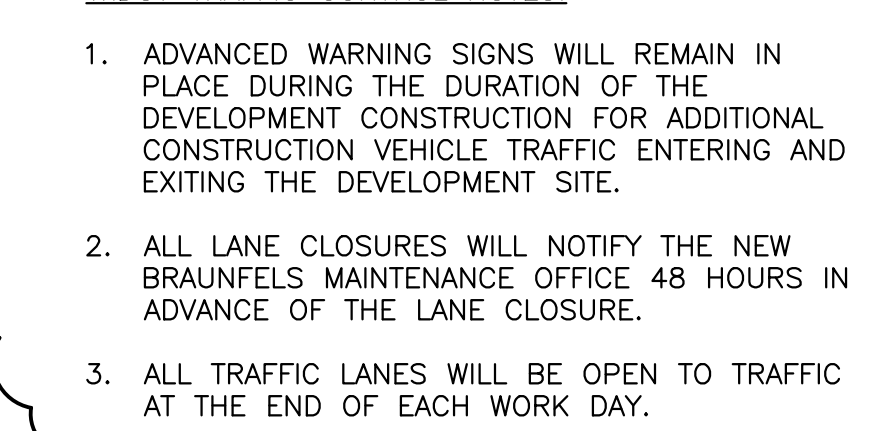 1. ADVANCED WARNING SIGNS WILL REMAIN IN
PLACE DURING THE DURATION OF THE
DEVELOPMENT CONSTRUCTION FOR ADDITIONAL
CONSTRUCTION VEHICLE TRAFFIC ENTERING AND
EXITING THE DEVELOPMENT SITE.
2. ALL LANE CLOSURES WILL NOTIFY THE NEW
BRAUNFELS MAINTENANCE OFFICE 48 HOURS IN
ADVANCE OF THE LANE CLOSURE.
3. ALL TRAFFIC LANES WILL BE OPEN TO TRAFFIC
AT THE END OF EACH WORK DAY.